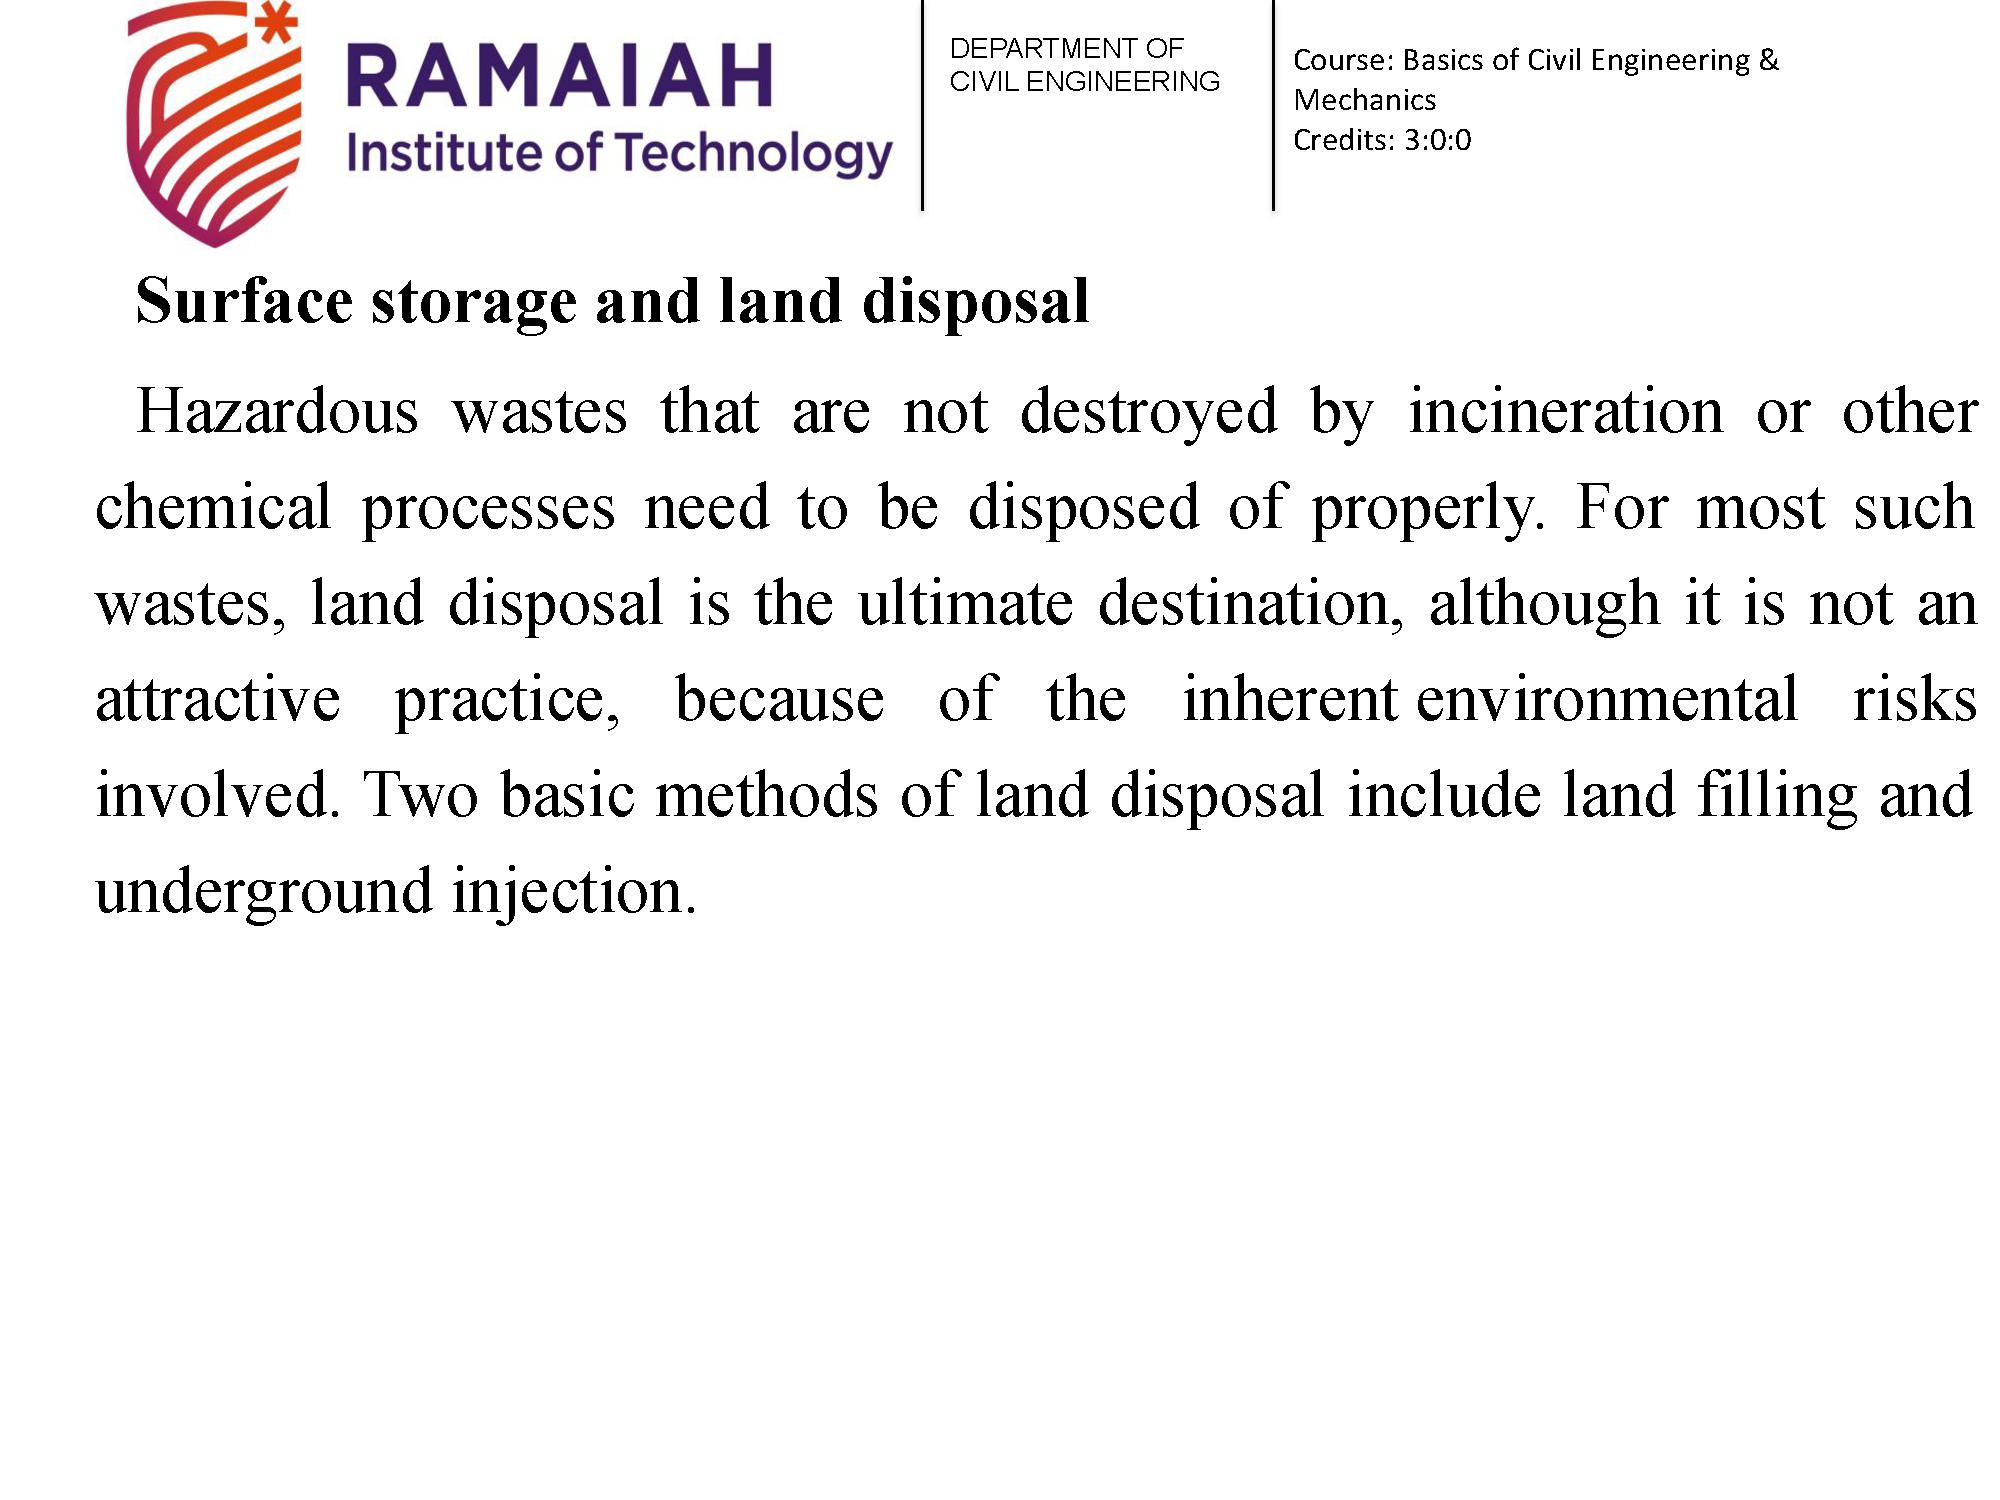 RAMAIAH
Institute of Technology
DEPARTMENT OF
CIVIL ENGINEERING
Course: Basics of Civil Engineering &
Mechanics
Credits: 3:0:0
Surface storage and land disposal
Hazardous wastes that are not destroyed by incineration or other
chemical processes need to be disposed of properly. For most such
wastes, land disposal is the ultimate destination, although it is not an
attractive practice, because of the inherent environmental risks
involved. Two basic methods of land disposal include land filling and
underground injection.